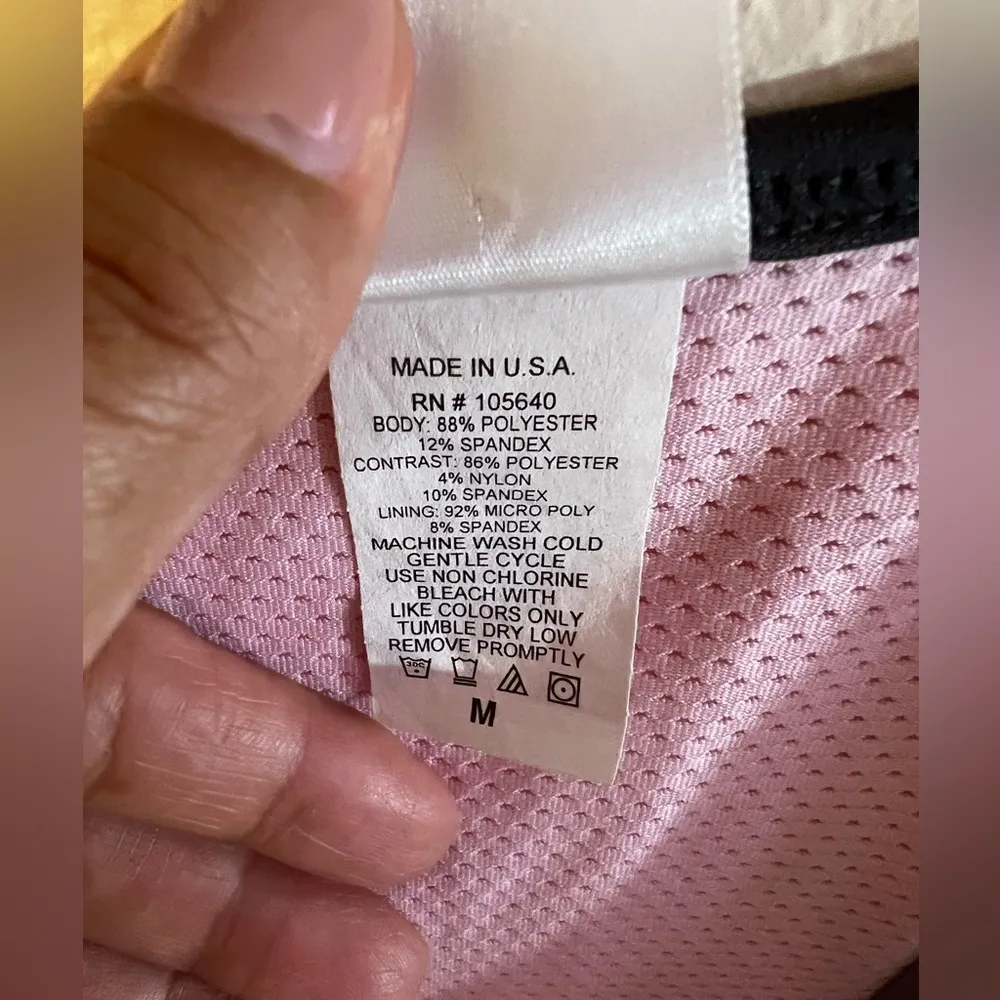 MADE IN U.S.A.
RN # 105640
BODY: 88% POLYESTER
12% SPANDEX
CONTRAST: 86% POLYESTER
4% NYLON
10% SPANDEX
LINING: 92% MICRO POLY
8% SPANDEX
MACHINE WASH COLD
GENTLE CYCLE
USE NON CHLORINE
BLEACH WITH
LIKE COLORS ONLY
TUMBLE DRY LOW
REMOVE PROMPTLY
30C
M